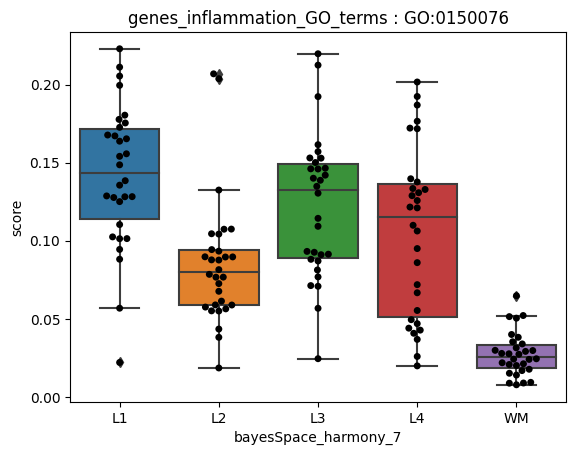 genes_inflammation_GO_terms : GO:0150076
0.20
0.15
0.10
0.05
0.00
score
L1 L2 L3 L4 WM
bayesSpace_harmony_7